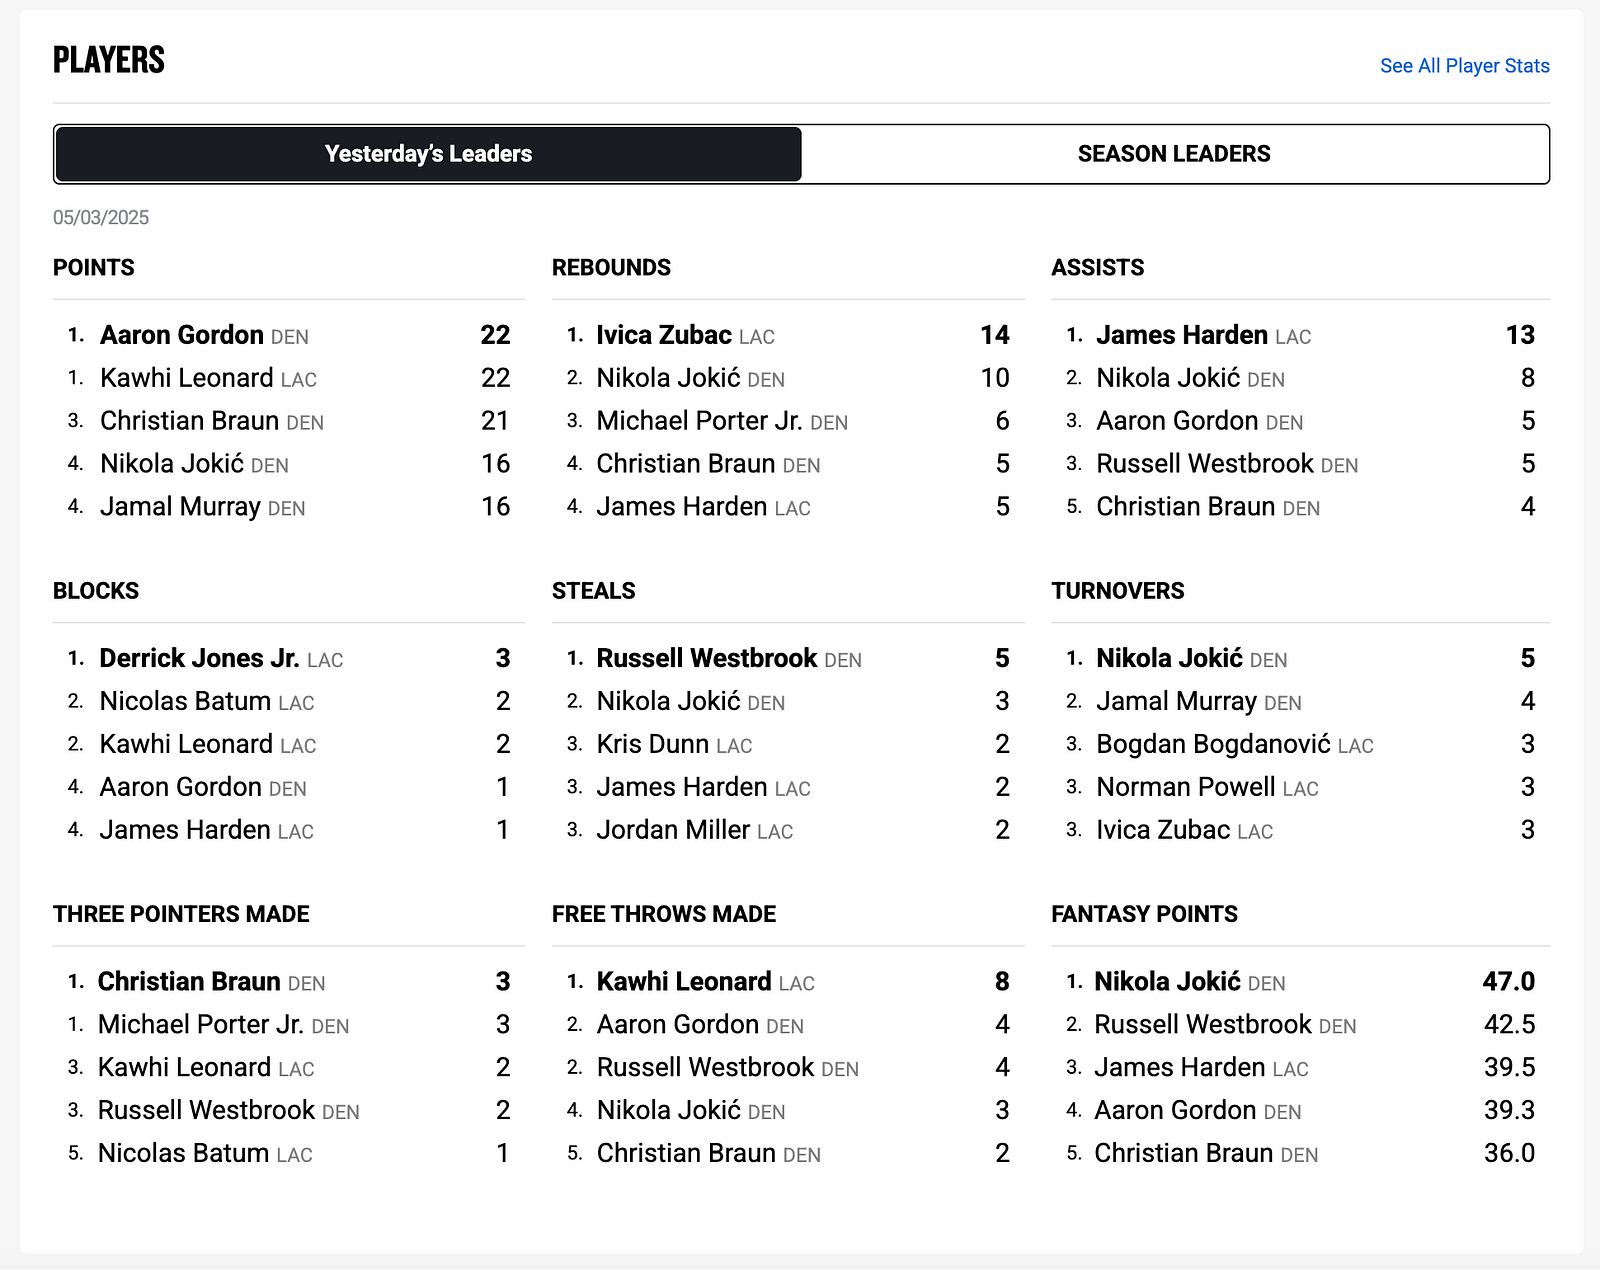 PLAYERS
See All Player Stats
Yesterday's Leaders
SEASON LEADERS
05/03/2025
POINTS
1. Aaron Gordon DEN 22
1. Kawhi Leonard LAC 22
3. Christian Braun DEN 21
4. Nikola Jokić DEN 16
4. Jamal Murray DEN 16
REBOUNDS
1. Ivica Zubac LAC 14
2. Nikola Jokić DEN 10
3. Michael Porter Jr. DEN 6
4. Christian Braun DEN 5
4. James Harden LAC 5
ASSISTS
1. James Harden LAC 13
2. Nikola Jokić DEN 8
3. Aaron Gordon DEN 5
3. Russell Westbrook DEN 5
5. Christian Braun DEN 4
BLOCKS
1. Derrick Jones Jr. LAC 3
2. Nicolas Batum LAC 2
2. Kawhi Leonard LAC 2
4. Aaron Gordon DEN 1
4. James Harden LAC 1
STEALS
1. Russell Westbrook DEN 5
2. Nikola Jokić DEN 3
3. Kris Dunn LAC 2
3. James Harden LAC 2
3. Jordan Miller LAC 2
TURNOVERS
1. Nikola Jokić DEN 5
2. Jamal Murray DEN 4
3. Bogdan Bogdanović LAC 3
3. Norman Powell LAC 3
3. Ivica Zubac LAC 3
THREE POINTERS MADE
1. Christian Braun DEN 3
1. Michael Porter Jr. DEN 3
3. Kawhi Leonard LAC 2
3. Russell Westbrook DEN 2
5. Nicolas Batum LAC 1
FREE THROWS MADE
1. Kawhi Leonard LAC 8
2. Aaron Gordon DEN 4
2. Russell Westbrook DEN 4
4. Nikola Jokić DEN 3
5. Christian Braun DEN 2
FANTASY POINTS
1. Nikola Jokić DEN 47.0
2. Russell Westbrook DEN 42.5
3. James Harden LAC 39.5
4. Aaron Gordon DEN 39.3
5. Christian Braun DEN 36.0